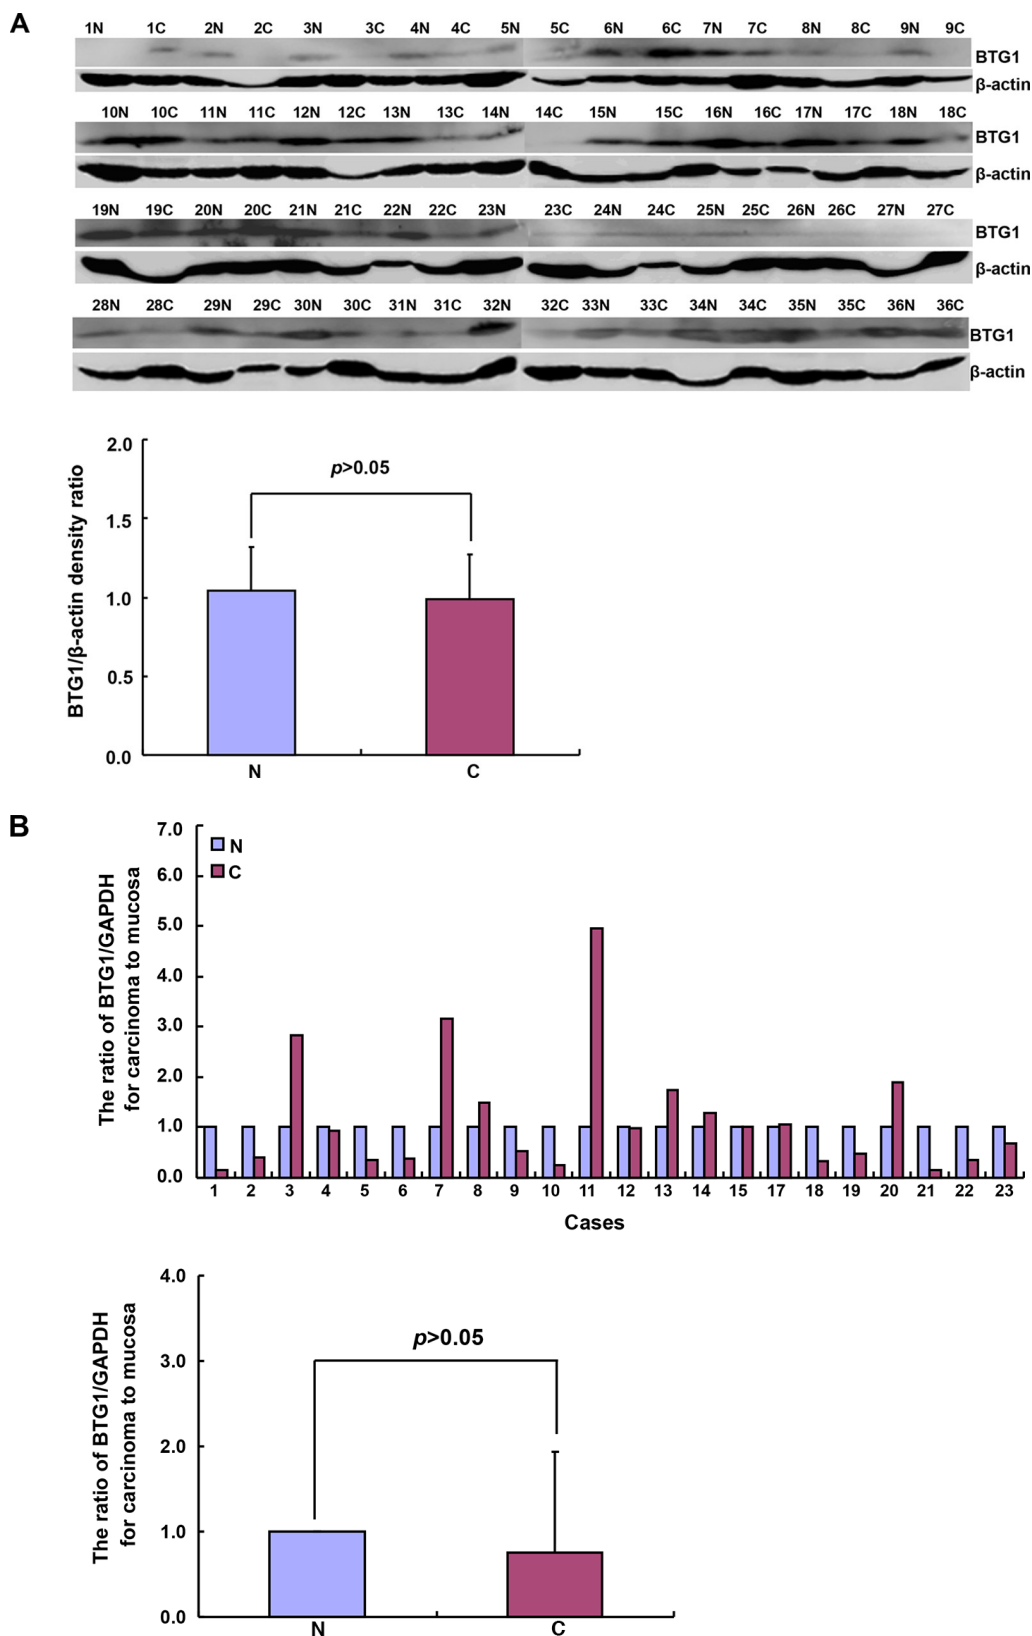 A
1N 1C 2N 2C 3N 3C 4N 4C 5N 5C 6N 6C 7N 7C 8N 8C 9N 9C
BTG1
β-actin
10N 10C 11N 11C 12N 12C 13N 13C 14N 14C 15N 15C 16N 16C 17N 17C 18N 18C
BTG1
β-actin
19N 19C 20N 20C 21N 21C 22N 22C 23N 23C 24N 24C 25N 25C 26N 26C 27N 27C
BTG1
β-actin
28N 28C 29N 29C 30N 30C 31N 31C 32N 32C 33N 33C 34N 34C 35N 35C 36N 36C
BTG1
β-actin
BTG1/β-actin density ratio
2.0
1.5
1.0
0.5
0.0
p>0.05
N C
B
The ratio of BTG1/GAPDH
for carcinoma to mucosa
7.0
6.0
5.0
4.0
3.0
2.0
1.0
0.0
N
C
1 2 3 4 5 6 7 8 9 10 11 12 13 14 15 17 18 19 20 21 22 23
Cases
The ratio of BTG1/GAPDH
for carcinoma to mucosa
4.0
3.0
2.0
1.0
0.0
p>0.05
N C